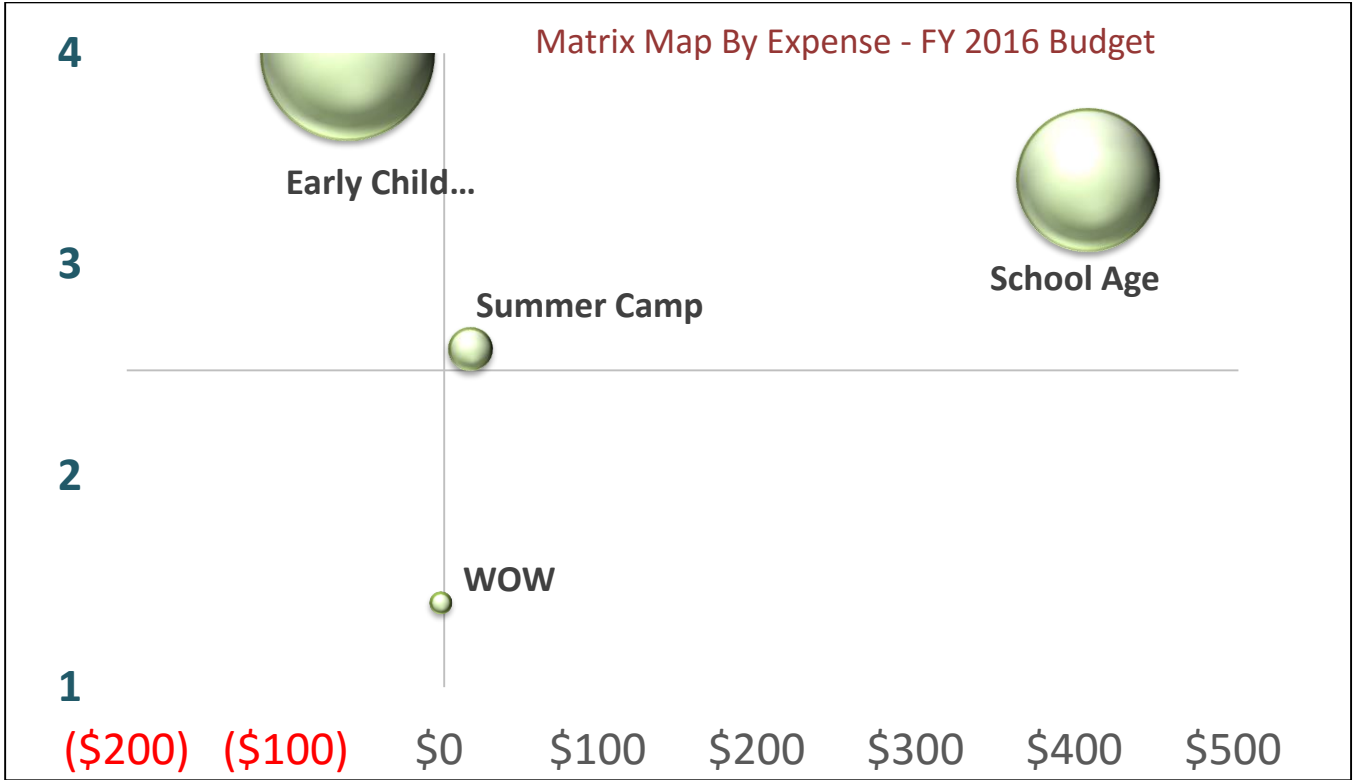 Matrix Map By Expense - FY 2016 Budget
4
Early Child...
3
School Age
Summer Camp
2
WOW
1
($200) ($100) $0 $100 $200 $300 $400 $500